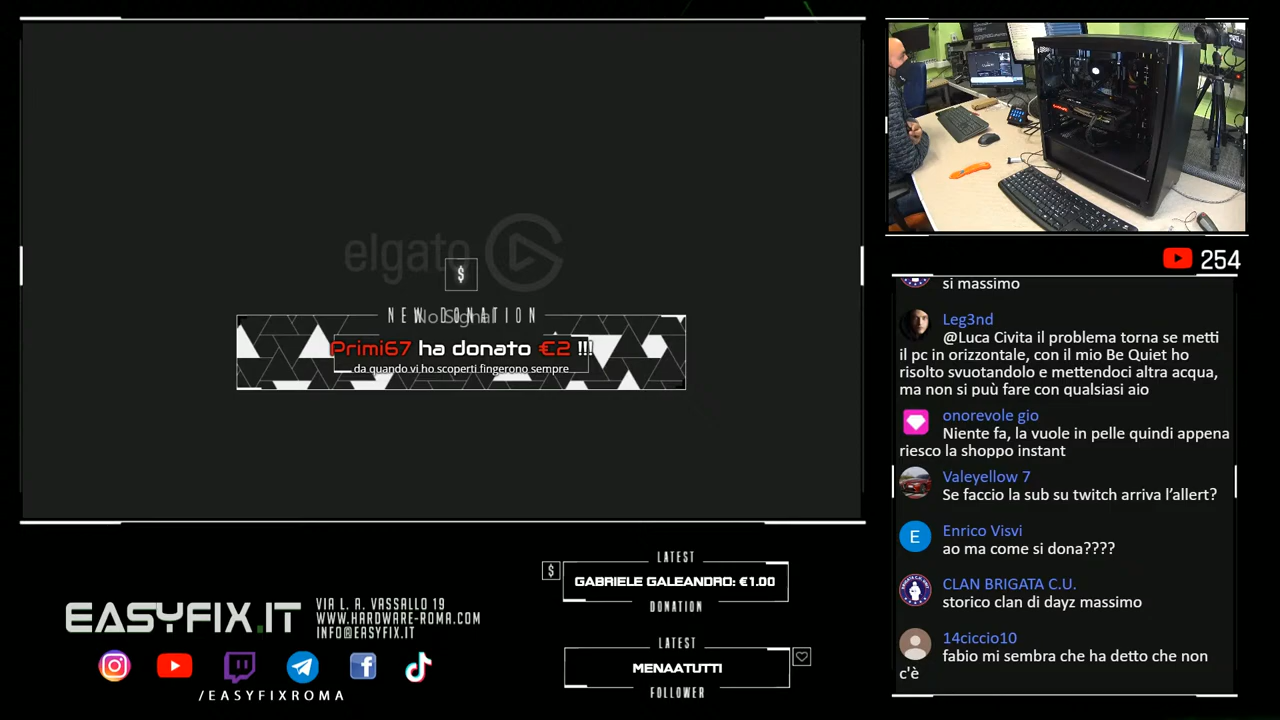 elgato
$
NEW DONATION
No Signal
Primi67 ha donato €2 !!!
da quando vi ho scoperti fingerono sempre
254
si massimo
Leg3nd
@Luca Civita il problema torna se metti
il pc in orizzontale, con il mio Be Quiet ho
risolto svuotandolo e mettendoci altra acqua,
ma non si può fare con qualsiasi aio
onorevole gio
Niente fa, la vuole in pelle quindi appena
riesco la shoppo instant
Valeyellow 7
Se faccio la sub su twitch arriva l'allert?
E
Enrico Visvi
ao ma come si dona????
CLAN BRIGATA C.U.
storico clan di dayz massimo
14ciccio10
fabio mi sembra che ha detto che non
c'è
LATEST
$
GABRIELE GALEANDRO: €1.00
DONATION
LATEST
MENAATUTTI
FOLLOWER
EASYFIX.IT
VIA L. A. VASSALLO 19
WWW.HARDWARE-ROMA.COM
INFO@EASYFIX.IT
/EASYFIXROMA